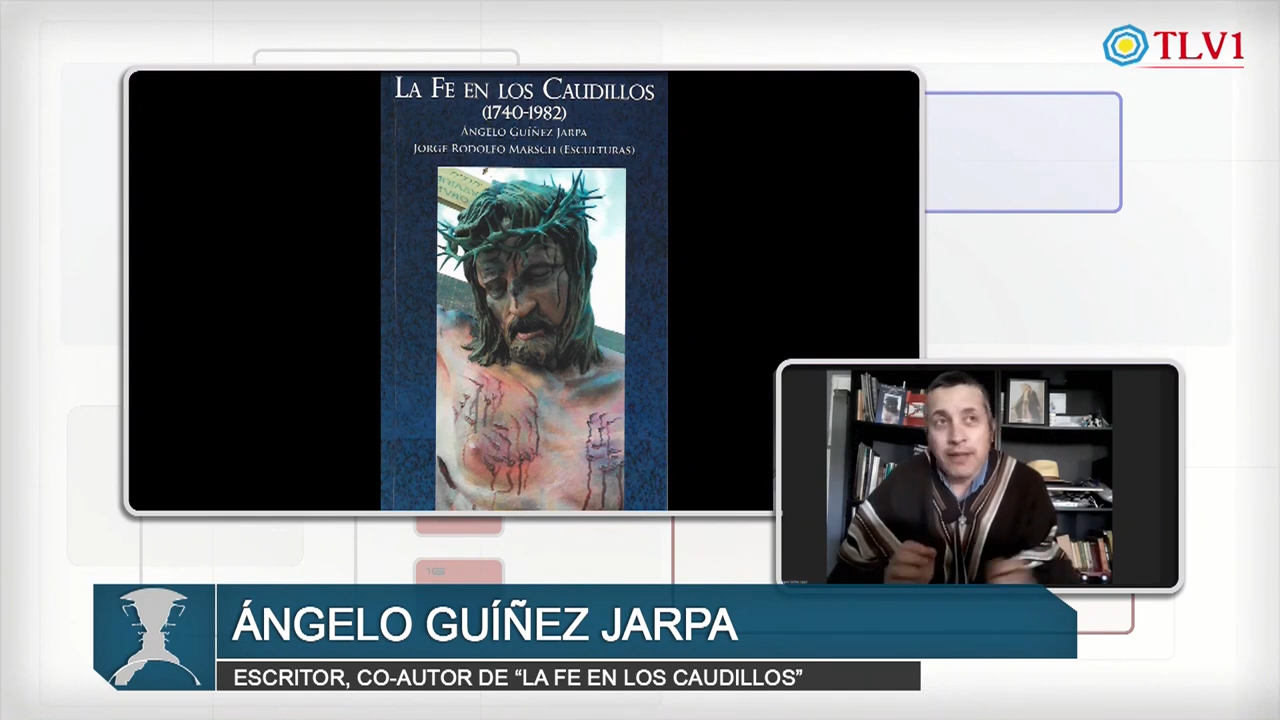 TLV1
LA FE EN LOS CAUDILLOS
(1740-1982)
ÁNGELO GUÍÑEZ JARPA
JORGE RODOLFO MARSCH (ESCULTURAS)
ÁNGELO GUÍÑEZ JARPA
ESCRITOR, CO-AUTOR DE “LA FE EN LOS CAUDILLOS”